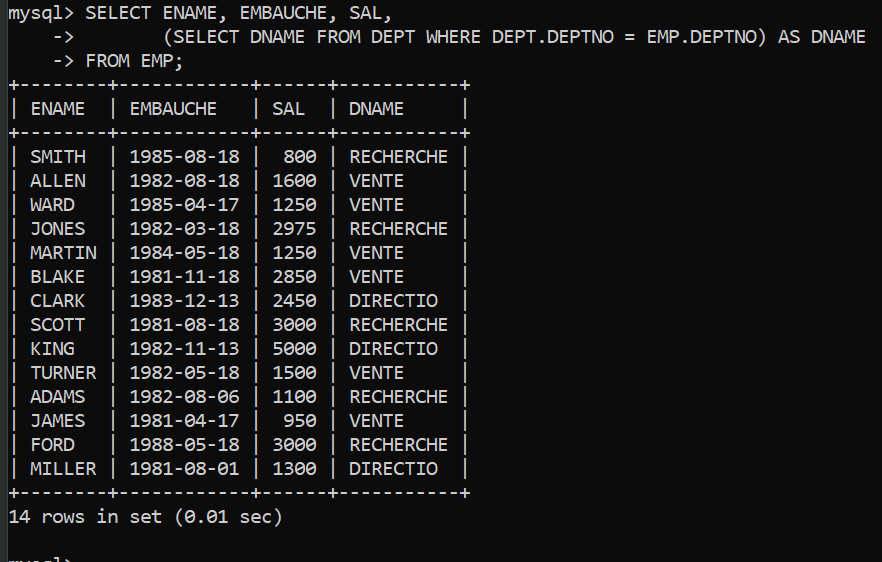 mysql> SELECT ENAME, EMBAUCHE, SAL,
    ->        (SELECT DNAME FROM DEPT WHERE DEPT.DEPTNO = EMP.DEPTNO) AS DNAME
    -> FROM EMP;
+--------+------------+------+-----------+
| ENAME  | EMBAUCHE   | SAL  | DNAME     |
+--------+------------+------+-----------+
| SMITH  | 1985-08-18 |  800 | RECHERCHE |
| ALLEN  | 1982-08-18 | 1600 | VENTE     |
| WARD   | 1985-04-17 | 1250 | VENTE     |
| JONES  | 1982-03-18 | 2975 | RECHERCHE |
| MARTIN | 1984-05-18 | 1250 | VENTE     |
| BLAKE  | 1981-11-18 | 2850 | VENTE     |
| CLARK  | 1983-12-13 | 2450 | DIRECTIO  |
| SCOTT  | 1981-08-18 | 3000 | RECHERCHE |
| KING   | 1982-11-13 | 5000 | DIRECTIO  |
| TURNER | 1982-05-18 | 1500 | VENTE     |
| ADAMS  | 1982-08-06 | 1100 | RECHERCHE |
| JAMES  | 1981-04-17 |  950 | VENTE     |
| FORD   | 1988-05-18 | 3000 | RECHERCHE |
| MILLER | 1981-08-01 | 1300 | DIRECTIO  |
+--------+------------+------+-----------+
14 rows in set (0.01 sec)
mysql>